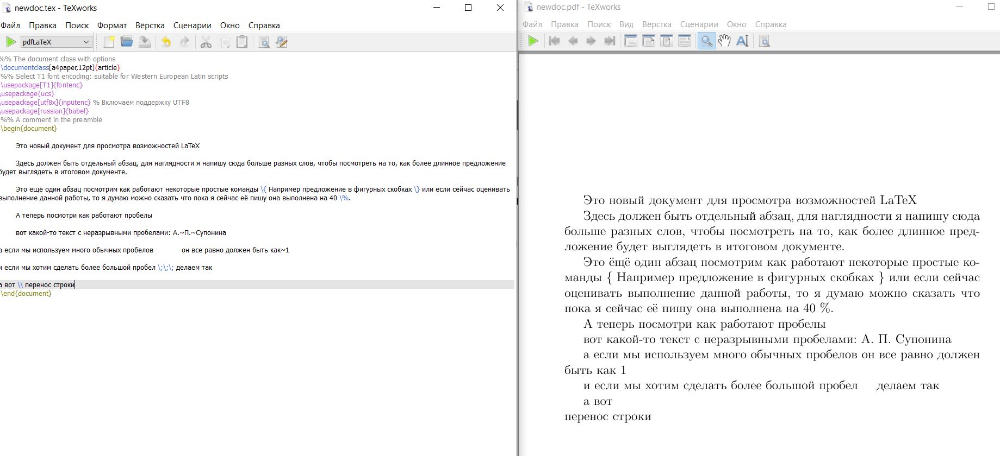 newdoc.tex - TeXworks
Файл Правка Поиск Формат Вёрстка Сценарии Окно Справка
pdfLaTeX
%% The document class with options
\documentclass[a4paper,12pt]{article}
%% Select T1 font encoding: suitable for Western European Latin scripts
\usepackage[T1]{fontenc}
\usepackage{ucs}
\usepackage[utf8x]{inputenc} % Включаем поддержку UTF8
\usepackage[russian]{babel}
%% A comment in the preamble
\begin{document}
Это новый документ для просмотра возможностей LaTeX
Здесь должен быть отдельный абзац, для наглядности я напишу сюда больше разных слов, чтобы посмотреть на то, как более длинное предложение
будет выглядеть в итоговом документе.
Это ёщё один абзац посмотрим как работают некоторые простые команды \{ Например предложение в фигурных скобках \} или если сейчас оценивать
выполнение данной работы, то я думаю можно сказать что пока я сейчас её пишу она выполнена на 40 \%.
А теперь посмотри как работают пробелы
вот какой-то текст с неразрывными пробелами: А.~П.~Супонина
а если мы используем много обычных пробелов он все равно должен быть как~1
и если мы хотим сделать более большой пробел \;\;\; делаем так
а вот \\ перенос строки
\end{document}
newdoc.pdf - TeXworks
Файл Правка Поиск Вид Вёрстка Сценарии Окно Справка
Это новый документ для просмотра возможностей LaTeX
Здесь должен быть отдельный абзац, для наглядности я напишу сюда
больше разных слов, чтобы посмотреть на то, как более длинное пред-
ложение будет выглядеть в итоговом документе.
Это ёщё один абзац посмотрим как работают некоторые простые ко-
манды { Например предложение в фигурных скобках } или если сейчас
оценивать выполнение данной работы, то я думаю можно сказать что
пока я сейчас её пишу она выполнена на 40 %.
А теперь посмотри как работают пробелы
вот какой-то текст с неразрывными пробелами: А. П. Супонина
а если мы используем много обычных пробелов он все равно должен
быть как 1
и если мы хотим сделать более большой пробел делаем так
а вот
перенос строки